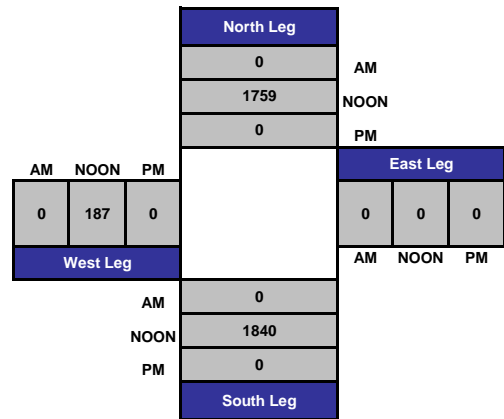 North Leg
0 AM
1759 NOON
0 PM
AM NOON PM
East Leg
0 187 0
0 0 0
West Leg
AM NOON PM
AM 0
NOON 1840
PM 0
South Leg